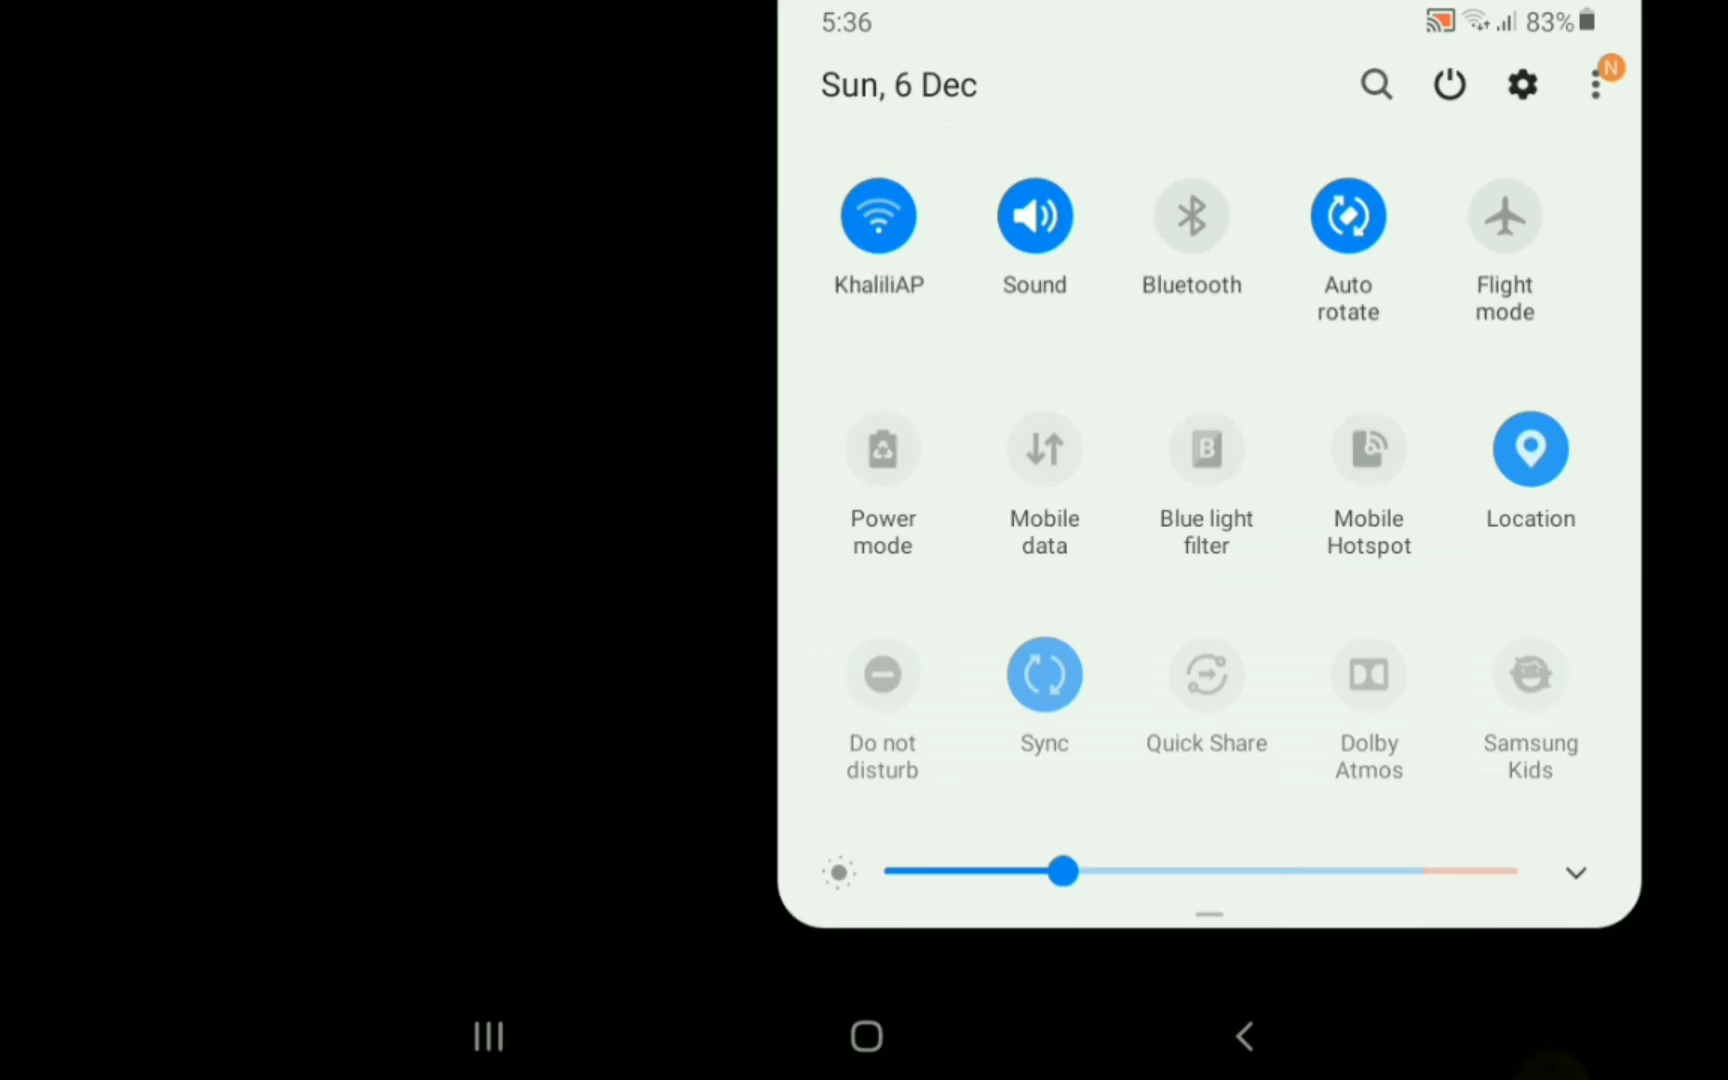 5:36
83%
Sun, 6 Dec
N
KhaliliAP
Sound
Bluetooth
Auto
rotate
Flight
mode
Power
mode
Mobile
data
B
Blue light
filter
Mobile
Hotspot
Location
Do not
disturb
Sync
Quick Share
Dolby
Atmos
Samsung
Kids